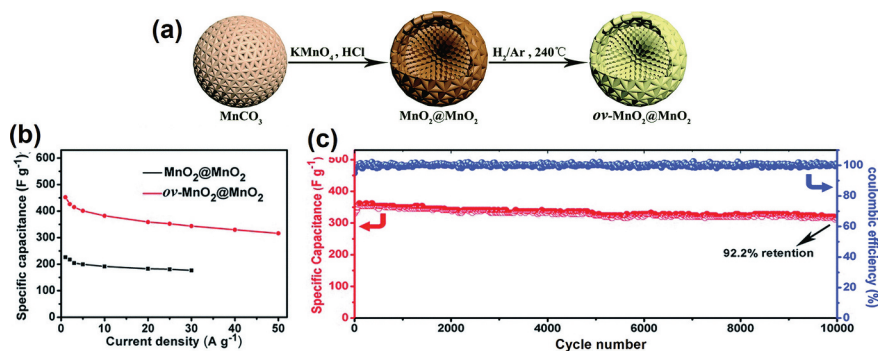 (a)
KMnO₄, HCl
H₂/Ar, 240℃
MnCO₃
MnO₂@MnO₂
ov-MnO₂@MnO₂
(b)
Specific capacitance (F g⁻¹)
600
500
400
300
200
100
0
MnO₂@MnO₂
ov-MnO₂@MnO₂
0 10 20 30 40 50
Current density (A g⁻¹)
(c)
Specific Capacitance (F g⁻¹)
500
400
300
200
100
0
92.2% retention
0 2000 4000 6000 8000 10000
Cycle number
100
80
60
40
20
0
coulombic efficiency
(%)